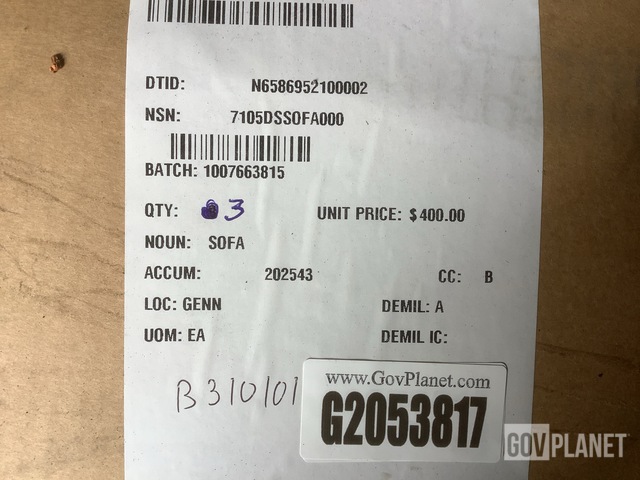 DTID: N6586952100002
NSN: 7105DSSOFA000
BATCH: 1007663815
QTY: 3 UNIT PRICE: $400.00
NOUN: SOFA
ACCUM: 202543 CC: B
LOC: GENN DEMIL: A
UOM: EA DEMIL IC:
B310101
www.GovPlanet.com
G2053817
GOVPLANET